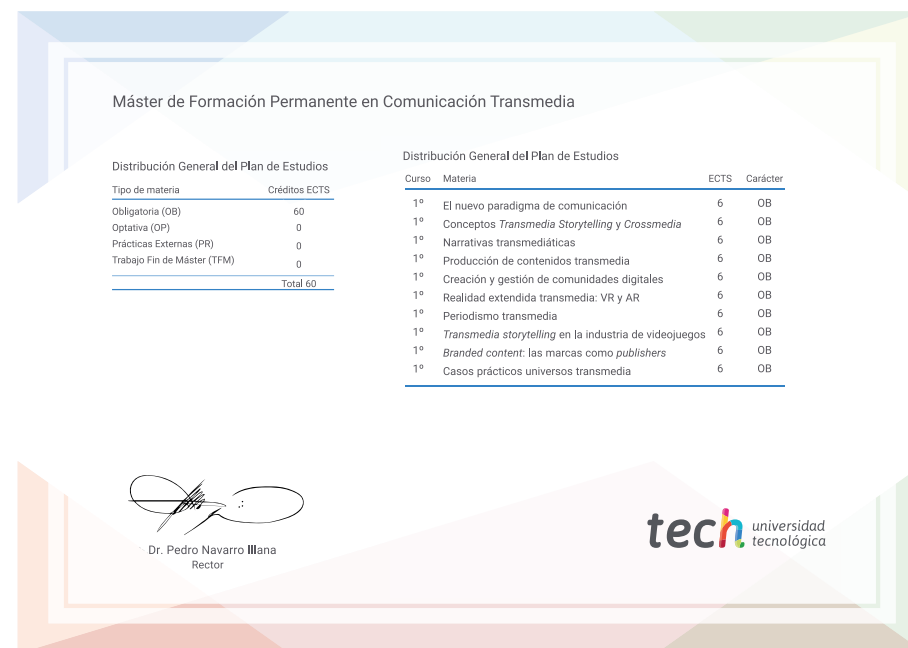 Máster de Formación Permanente en Comunicación Transmedia
Distribución General del Plan de Estudios
Tipo de materia Créditos ECTS
Obligatoria (OB) 60
Optativa (OP) 0
Prácticas Externas (PR) 0
Trabajo Fin de Máster (TFM) 0
Total 60
Distribución General del Plan de Estudios
Curso Materia ECTS Carácter
1º El nuevo paradigma de comunicación 6 OB
1º Conceptos Transmedia Storytelling y Crossmedia 6 OB
1º Narrativas transmediáticas 6 OB
1º Producción de contenidos transmedia 6 OB
1º Creación y gestión de comunidades digitales 6 OB
1º Realidad extendida transmedia: VR y AR 6 OB
1º Periodismo transmedia 6 OB
1º Transmedia storytelling en la industria de videojuegos 6 OB
1º Branded content: las marcas como publishers 6 OB
1º Casos prácticos universos transmedia 6 OB
Dr. Pedro Navarro Illana
Rector
tech universidad
tecnológica